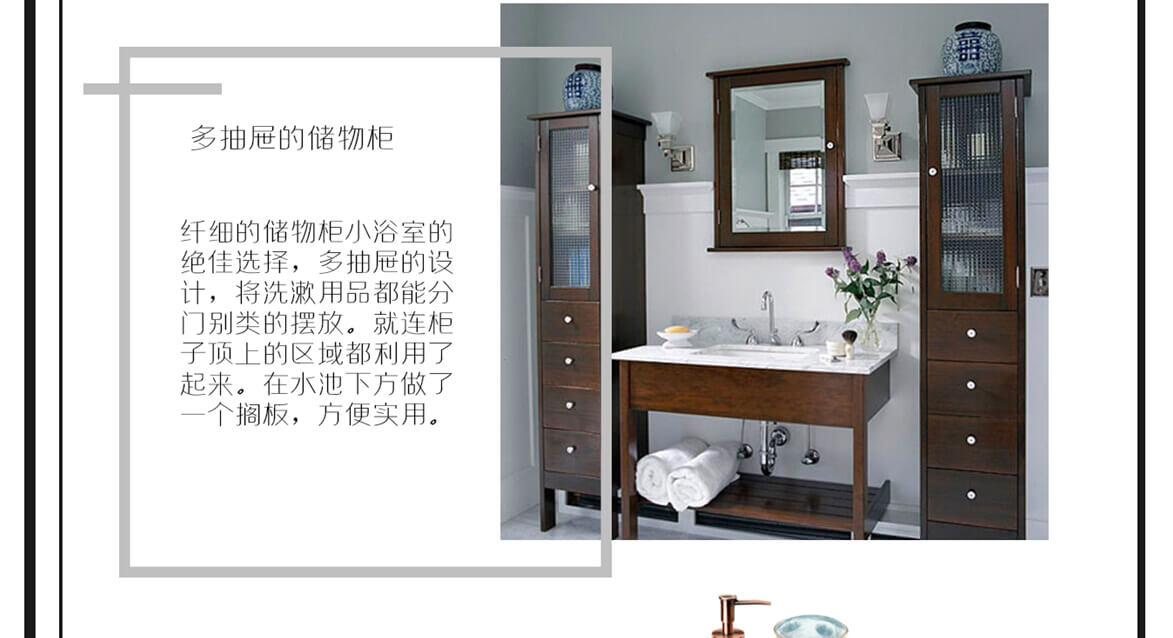 多抽屉的储物柜
纤细的储物柜小浴室的
绝佳选择，多抽屉的设
计，将洗漱用品都能分
门别类的摆放。就连柜
子顶上的区域都利用了
起来。在水池下方做了
一个搁板，方便实用。